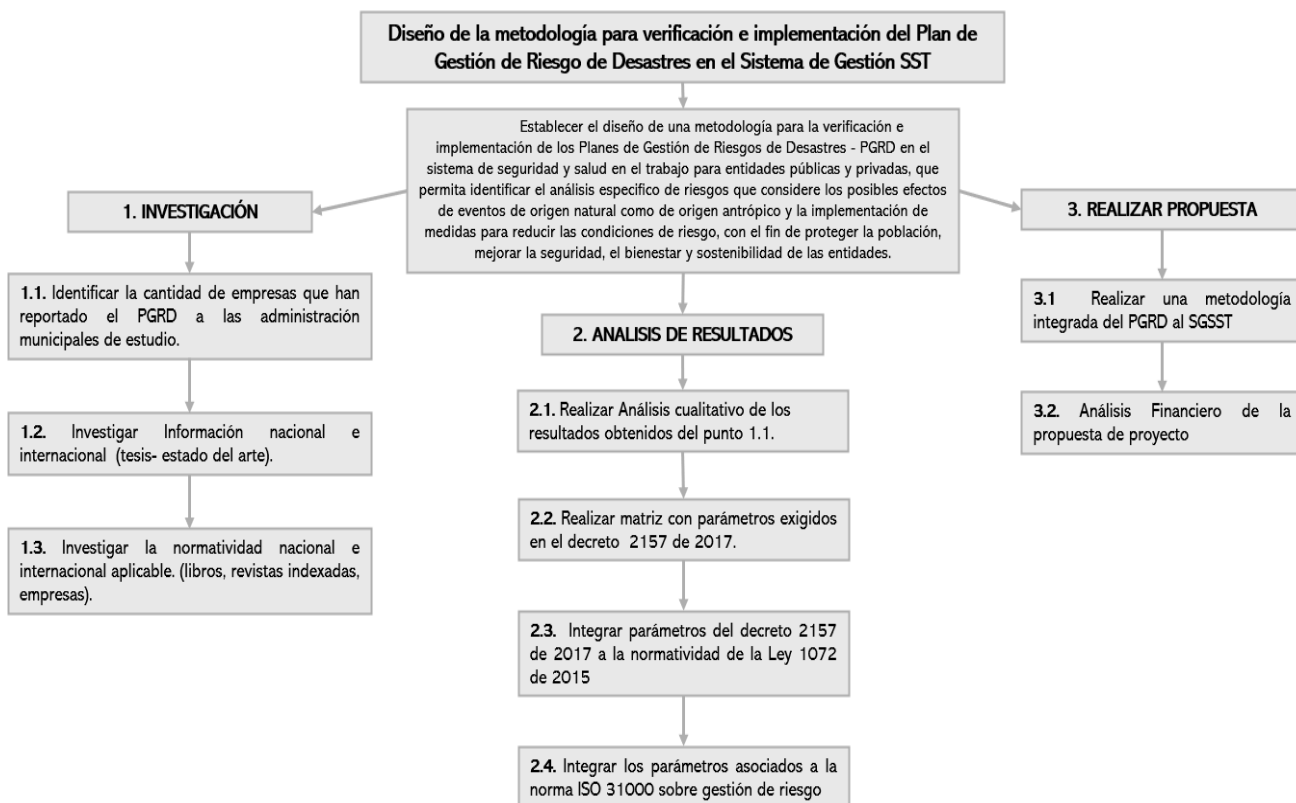 Diseño de la metodología para verificación e implementación del Plan de
Gestión de Riesgo de Desastres en el Sistema de Gestión SST
Establecer el diseño de una metodología para la verificación e
implementación de los Planes de Gestión de Riesgos de Desastres - PGRD en el
sistema de seguridad y salud en el trabajo para entidades públicas y privadas, que
permita identificar el análisis especifico de riesgos que considere los posibles efectos
de eventos de origen natural como de origen antrópico y la implementación de
medidas para reducir las condiciones de riesgo, con el fin de proteger la población,
mejorar la seguridad, el bienestar y sostenibilidad de las entidades.
1. INVESTIGACIÓN
1.1. Identificar la cantidad de empresas que han
reportado el PGRD a las administración
municipales de estudio.
1.2. Investigar Información nacional e
internacional (tesis- estado del arte).
1.3. Investigar la normatividad nacional e
internacional aplicable. (libros, revistas indexadas,
empresas).
2. ANALISIS DE RESULTADOS
2.1. Realizar Análisis cualitativo de los
resultados obtenidos del punto 1.1.
2.2. Realizar matriz con parámetros exigidos
en el decreto 2157 de 2017.
2.3. Integrar parámetros del decreto 2157
de 2017 a la normatividad de la Ley 1072
de 2015
2.4. Integrar los parámetros asociados a la
norma ISO 31000 sobre gestión de riesgo
3. REALIZAR PROPUESTA
3.1 Realizar una metodología
integrada del PGRD al SGSST
3.2. Análisis Financiero de la
propuesta de proyecto